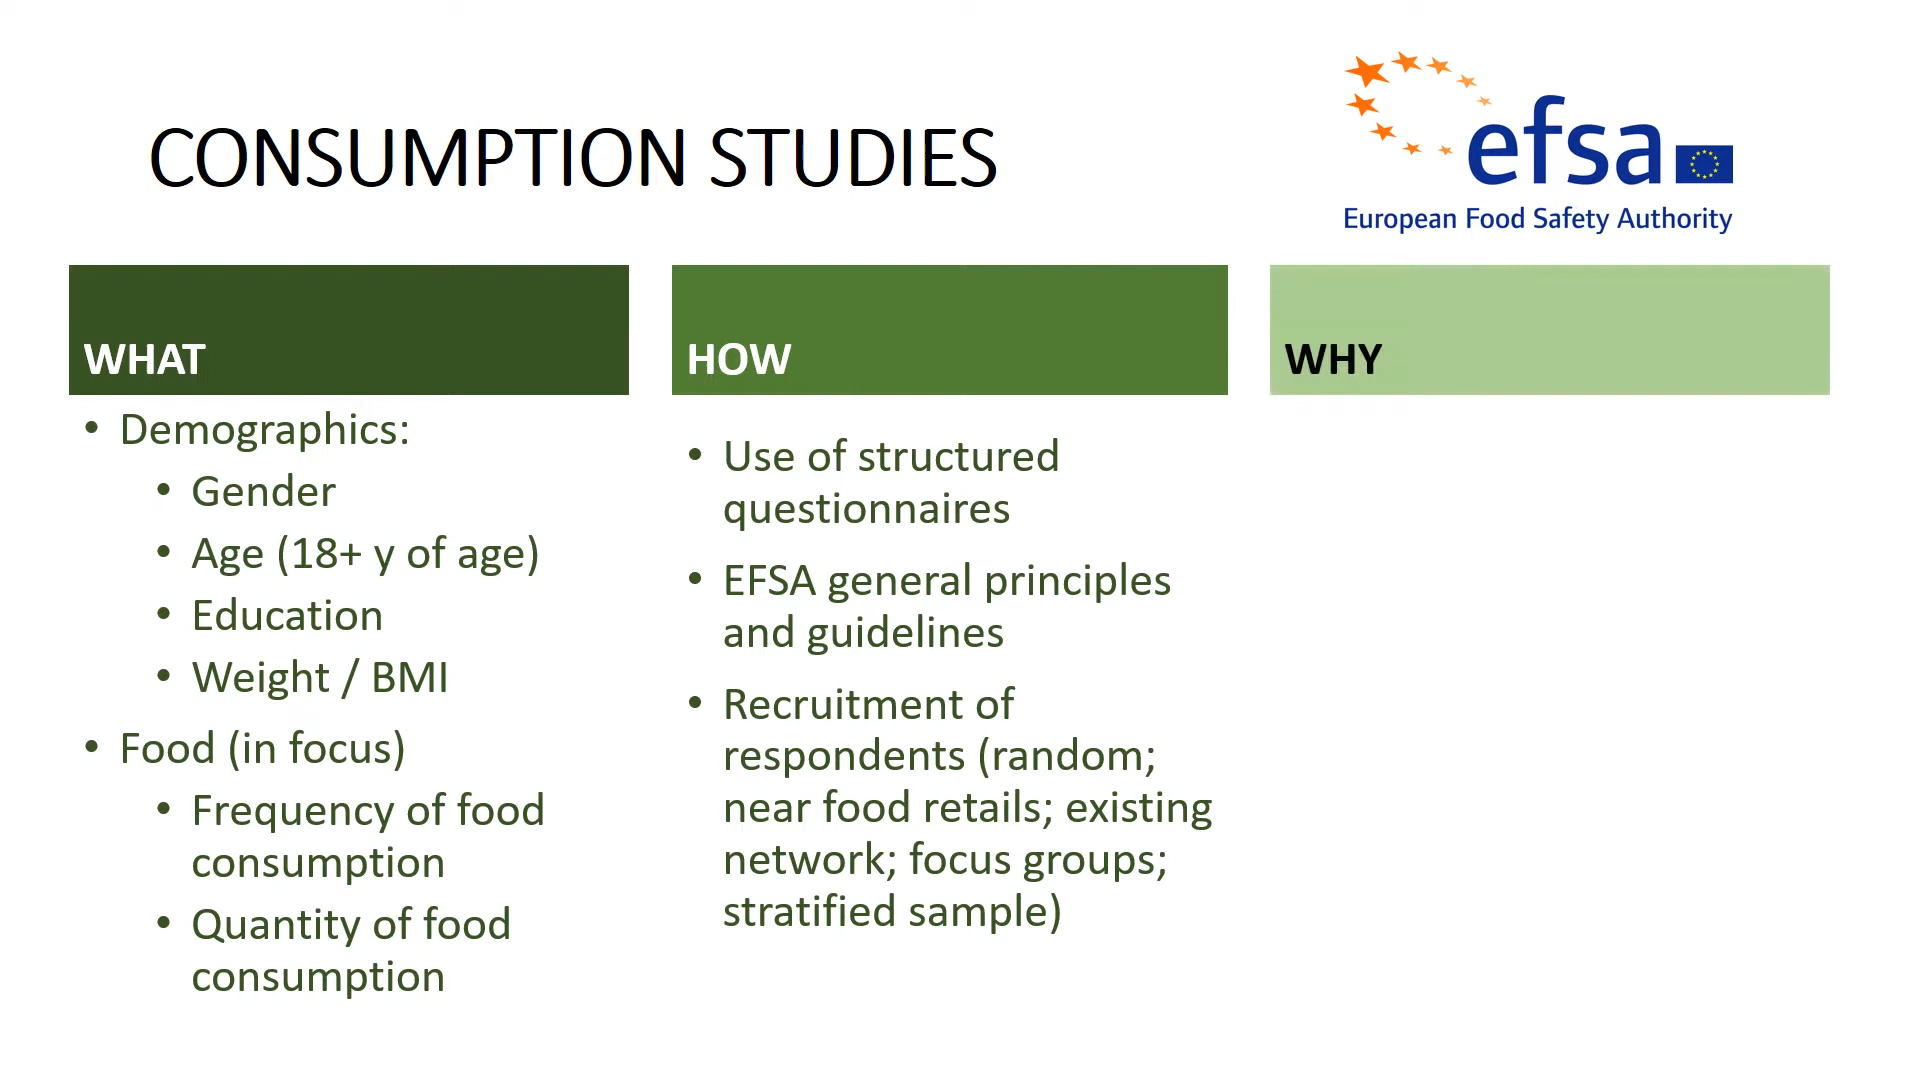 CONSUMPTION STUDIES
efsa
European Food Safety Authority
WHAT
• Demographics:
• Gender
• Age (18+ y of age)
• Education
• Weight / BMI
• Food (in focus)
• Frequency of food
consumption
• Quantity of food
consumption
HOW
• Use of structured
questionnaires
• EFSA general principles
and guidelines
• Recruitment of
respondents (random;
near food retails; existing
network; focus groups;
stratified sample)
WHY